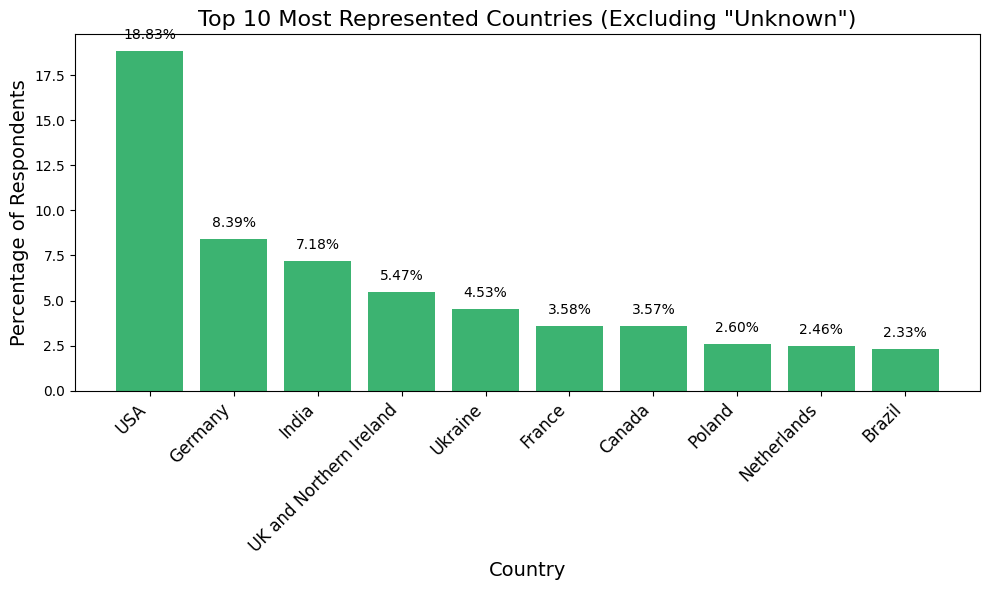 Top 10 Most Represented Countries (Excluding "Unknown")
Percentage of Respondents
17.5
15.0
12.5
10.0
7.5
5.0
2.5
0.0
18.83%
8.39%
7.18%
5.47%
4.53%
3.58%
3.57%
2.60%
2.46%
2.33%
USA
Germany
India
UK and Northern Ireland
Ukraine
France
Canada
Poland
Netherlands
Brazil
Country